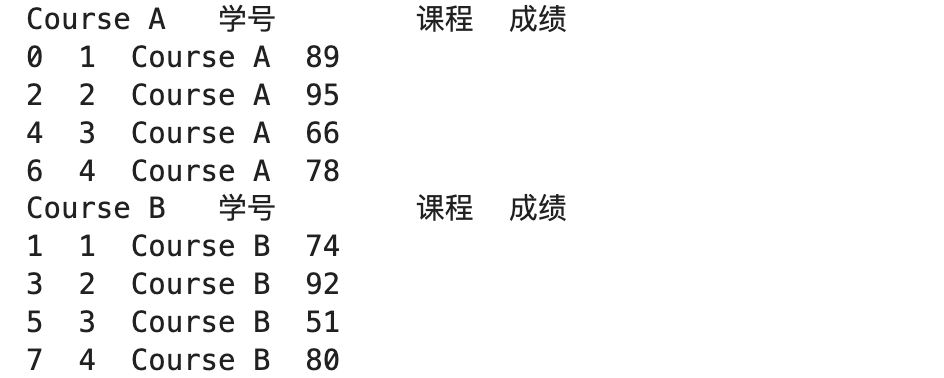 Course A   学号        课程  成绩
0  1  Course A  89
2  2  Course A  95
4  3  Course A  66
6  4  Course A  78
Course B   学号        课程  成绩
1  1  Course B  74
3  2  Course B  92
5  3  Course B  51
7  4  Course B  80